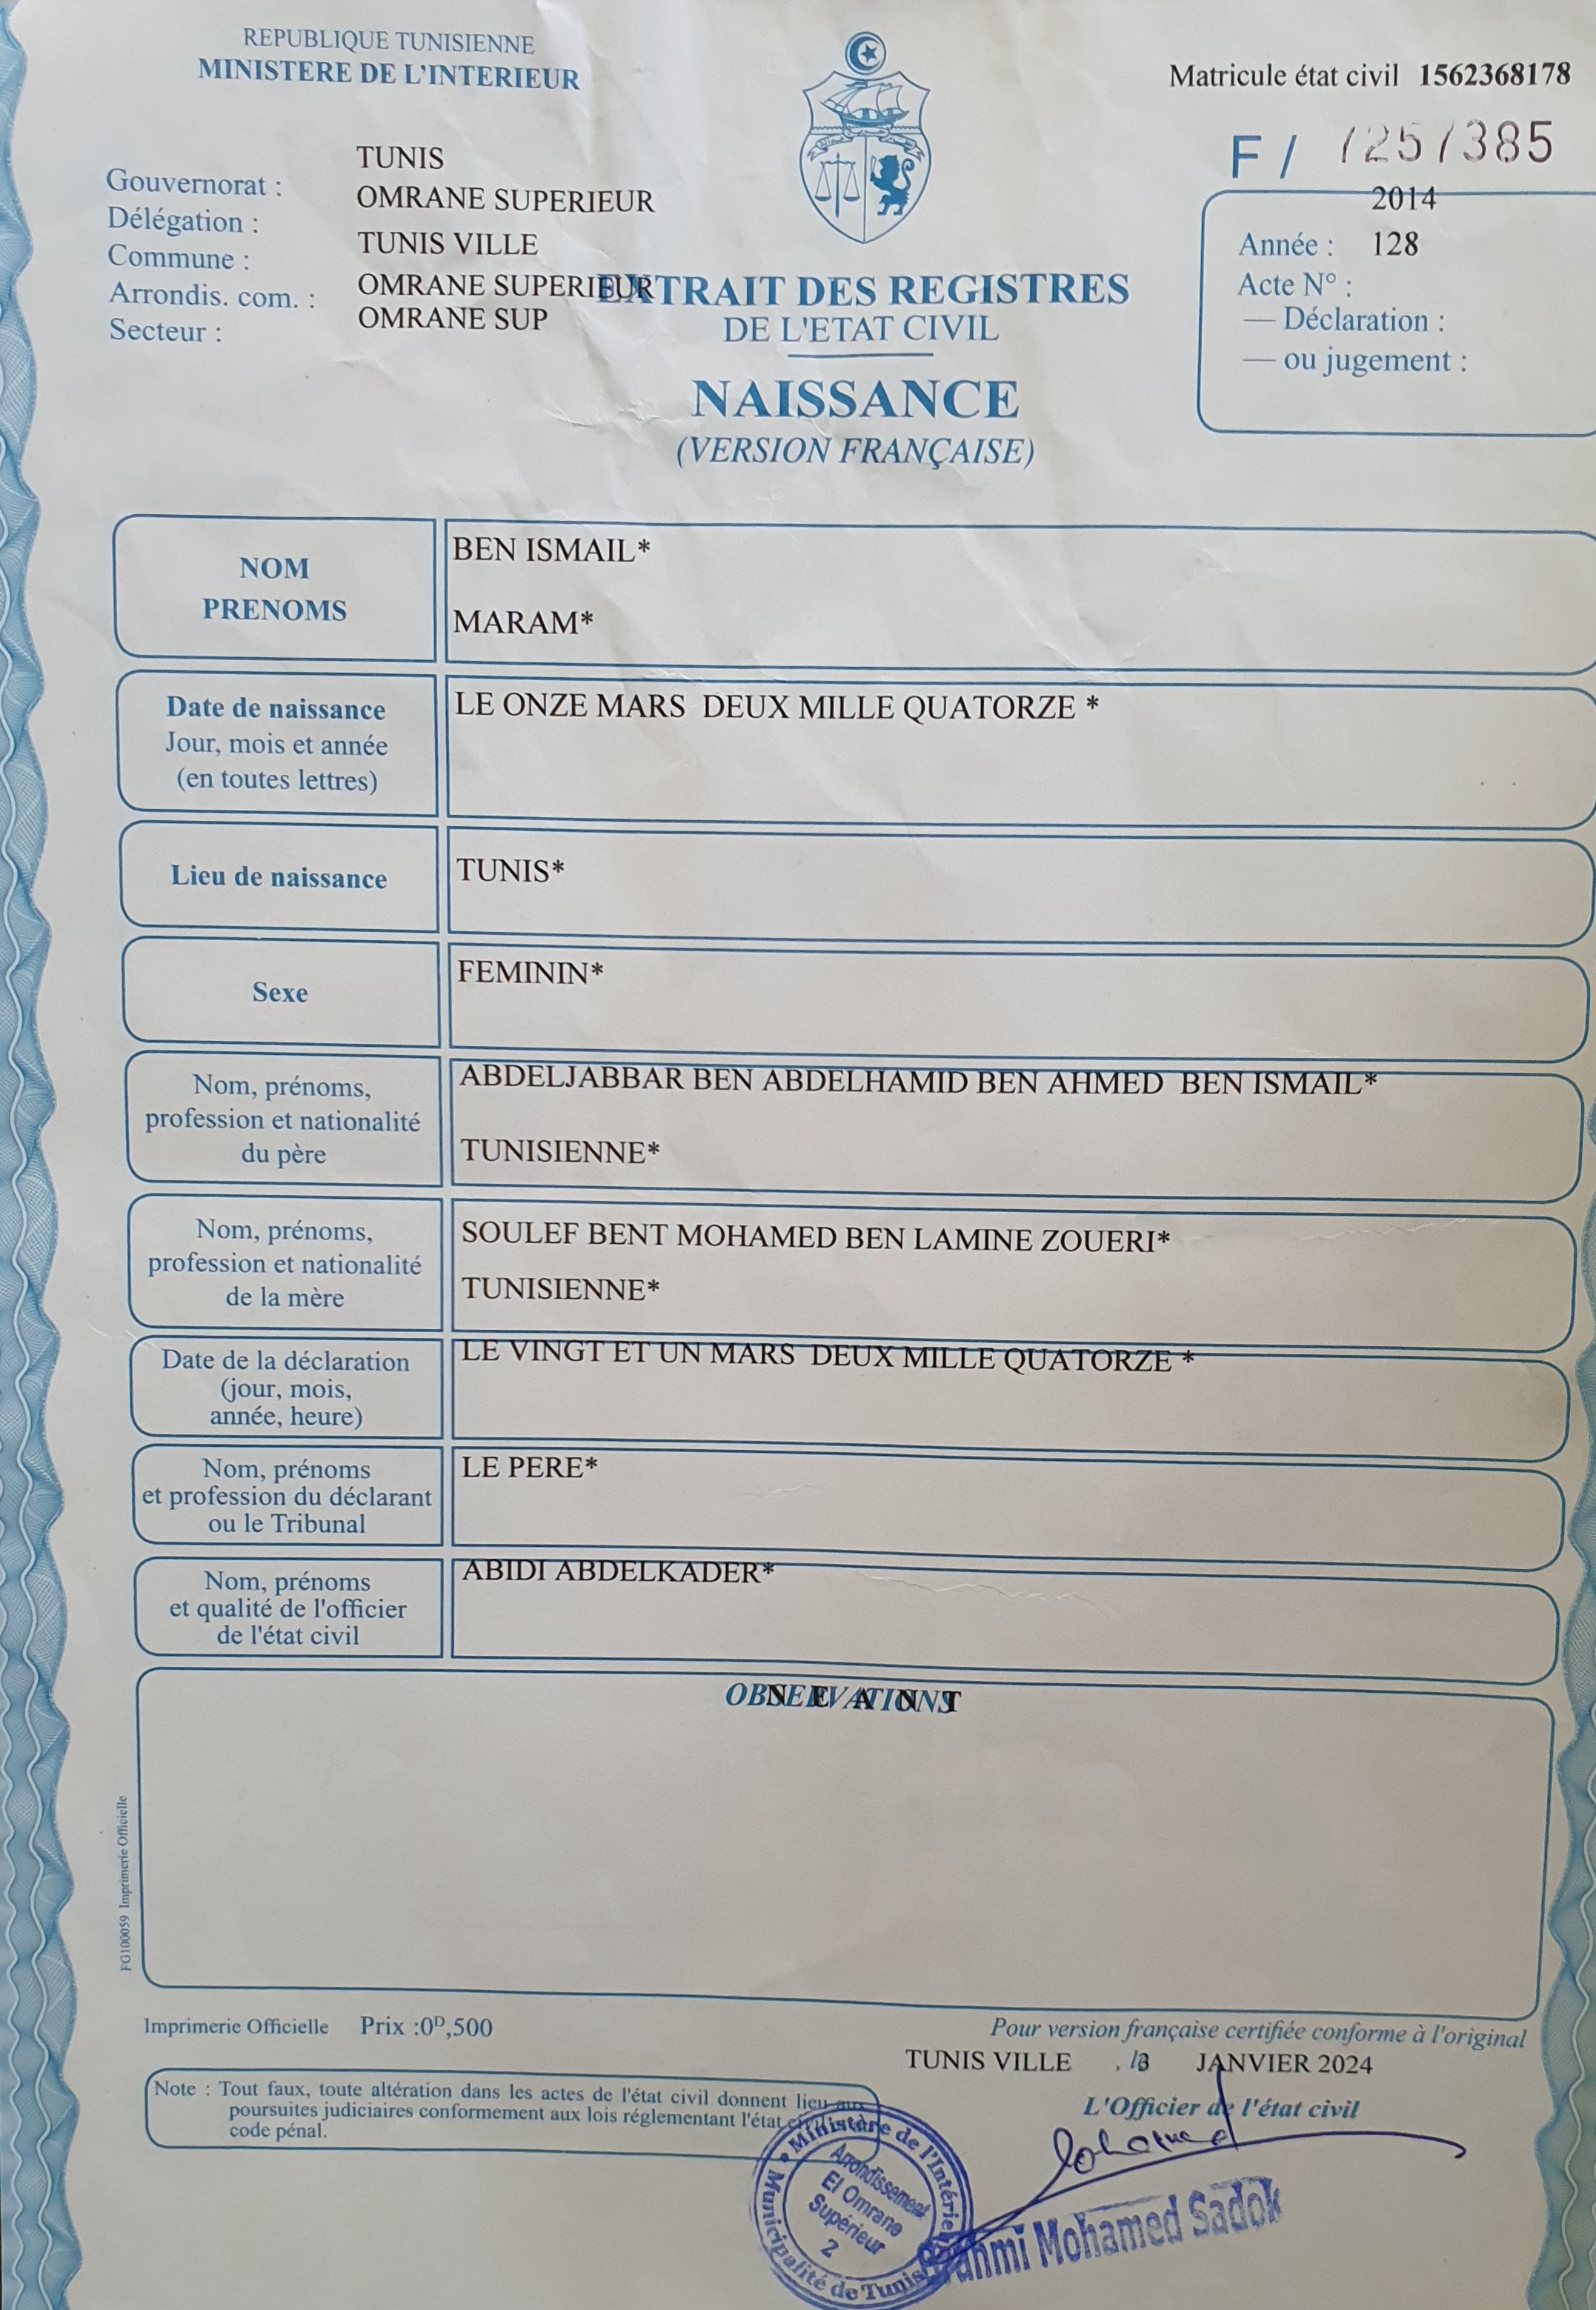 REPUBLIQUE TUNISIENNE
MINISTERE DE L'INTERIEUR
Matricule état civil 1562368178
F / 7257385
Gouvernorat : TUNIS
Délégation : OMRANE SUPERIEUR
Commune : TUNIS VILLE
Arrondis. com. : OMRANE SUPERIEUR
Secteur : OMRANE SUP
EXTRAIT DES REGISTRES
DE L'ETAT CIVIL
NAISSANCE
(VERSION FRANÇAISE)
2014
Année : 128
Acte N° :
— Déclaration :
— ou jugement :
NOM
PRENOMS
BEN ISMAIL*
MARAM*
Date de naissance
Jour, mois et année
(en toutes lettres)
LE ONZE MARS DEUX MILLE QUATORZE *
Lieu de naissance
TUNIS*
Sexe
FEMININ*
Nom, prénoms,
profession et nationalité
du père
ABDELJABBAR BEN ABDELHAMID BEN AHMED BEN ISMAIL*
TUNISIENNE*
Nom, prénoms,
profession et nationalité
de la mère
SOULEF BENT MOHAMED BEN LAMINE ZOUERI*
TUNISIENNE*
Date de la déclaration
(jour, mois,
année, heure)
LE VINGT ET UN MARS DEUX MILLE QUATORZE *
Nom, prénoms
et profession du déclarant
ou le Tribunal
LE PERE*
Nom, prénoms
et qualité de l'officier
de l'état civil
ABIDI ABDELKADER*
OBSERVATIONS
N E A N T
FG100059 Imprimerie Officielle
Imprimerie Officielle Prix :0ᴰ,500
Pour version française certifiée conforme à l'original
TUNIS VILLE JANVIER 2024
L'Officier de l'état civil
Note : Tout faux, toute altération dans les actes de l'état civil donnent lieu aux
poursuites judiciaires conformement aux lois réglementant l'état civil
code pénal.
Ministère de l'Intérieur
Municipalité de Tunis
Arrondissement
El Omrane
Supérieur
2
Mohamed Sadok